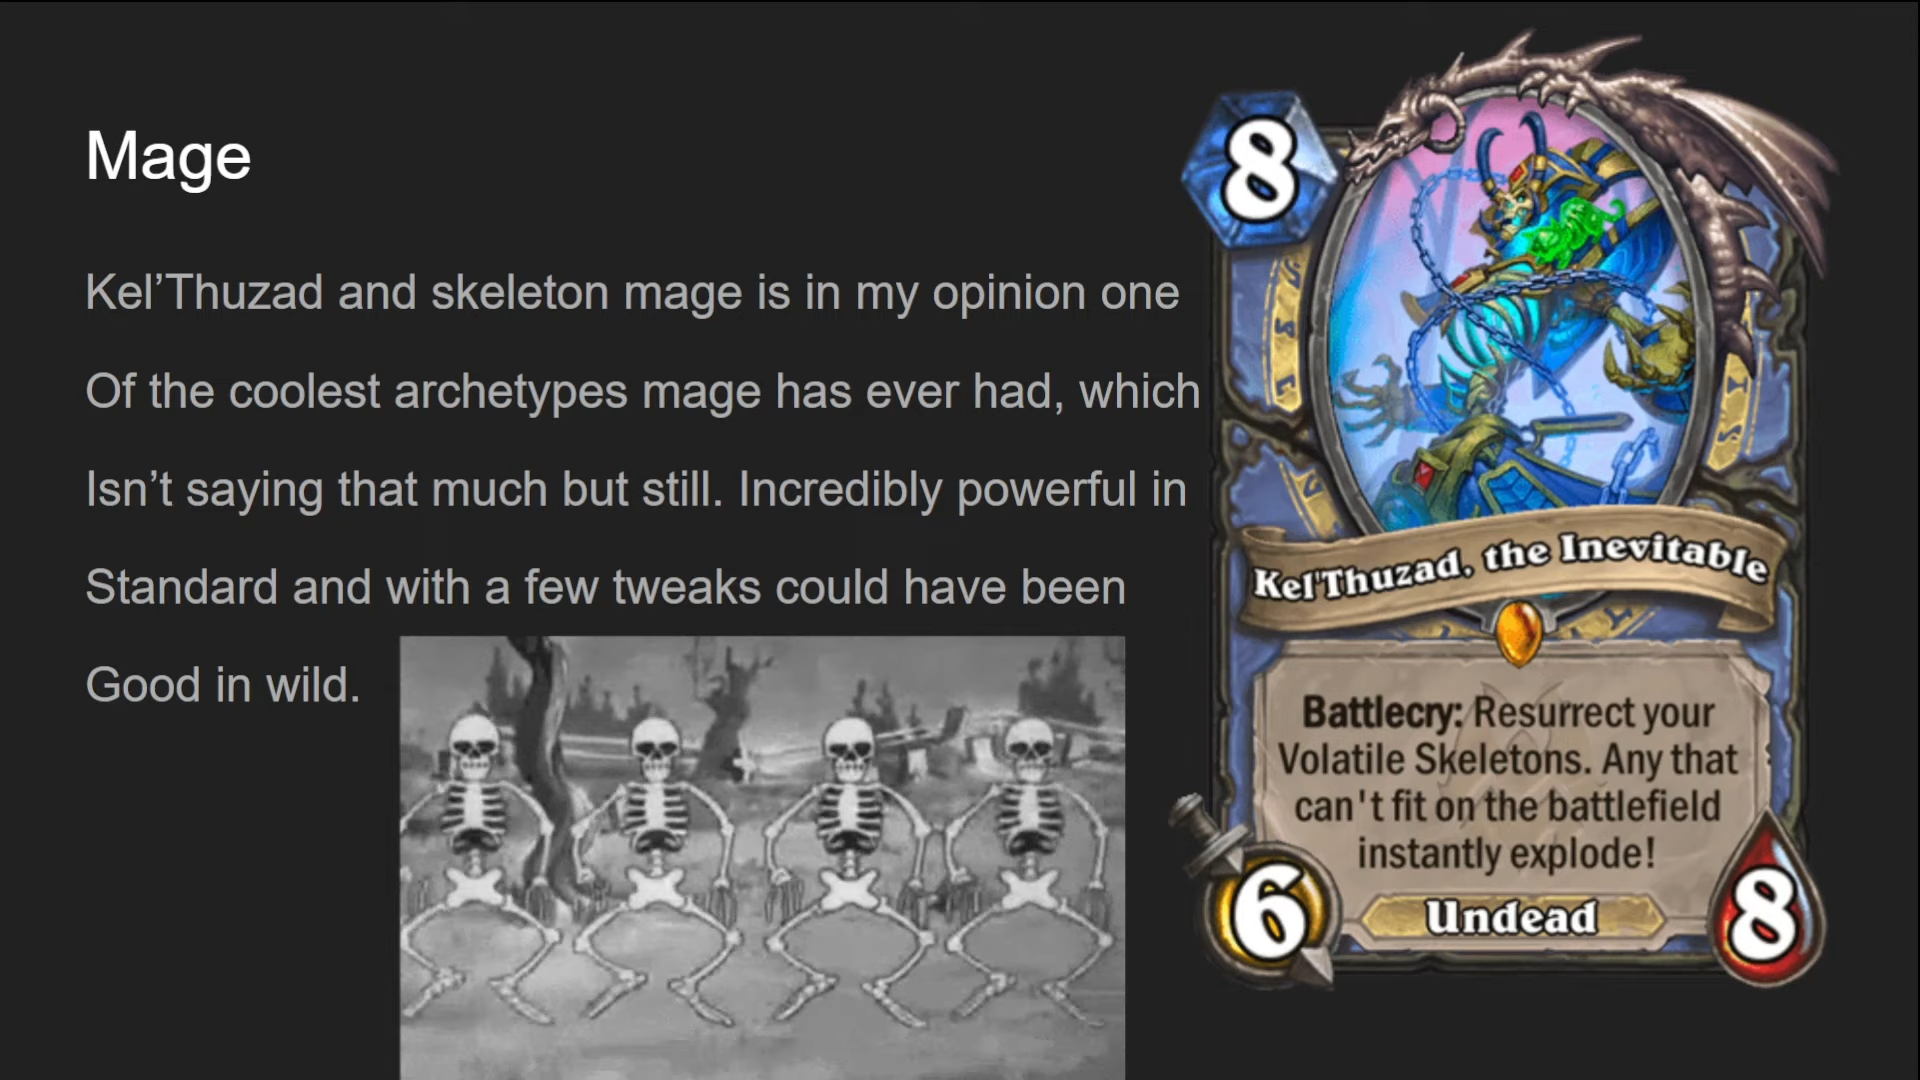 Mage
Kel’Thuzad and skeleton mage is in my opinion one
Of the coolest archetypes mage has ever had, which
Isn’t saying that much but still. Incredibly powerful in
Standard and with a few tweaks could have been
Good in wild.
8
Kel'Thuzad, the Inevitable
Battlecry: Resurrect your
Volatile Skeletons. Any that
can't fit on the battlefield
instantly explode!
6
Undead
8